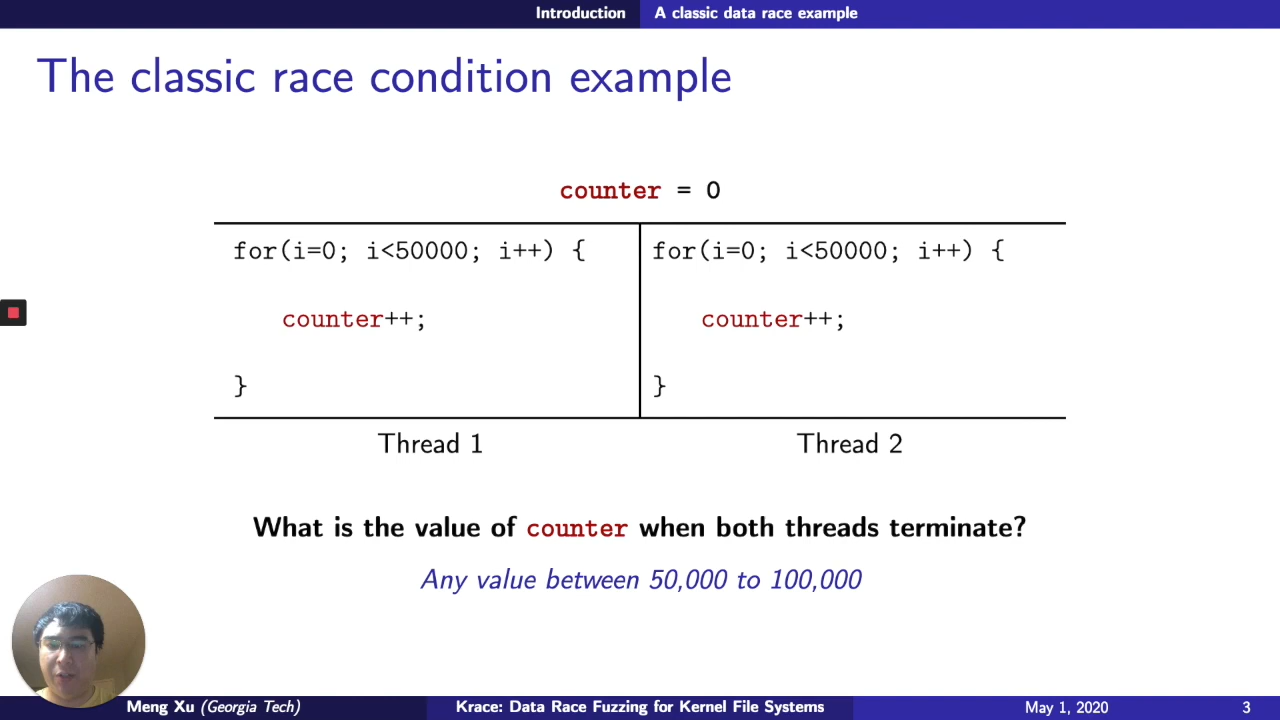 Introduction A classic data race example
The classic race condition example
counter = 0
for(i=0; i<50000; i++) {
counter++;
}
Thread 1
for(i=0; i<50000; i++) {
counter++;
}
Thread 2
What is the value of counter when both threads terminate?
Any value between 50,000 to 100,000
Meng Xu (Georgia Tech) Krace: Data Race Fuzzing for Kernel File Systems May 1, 2020 3